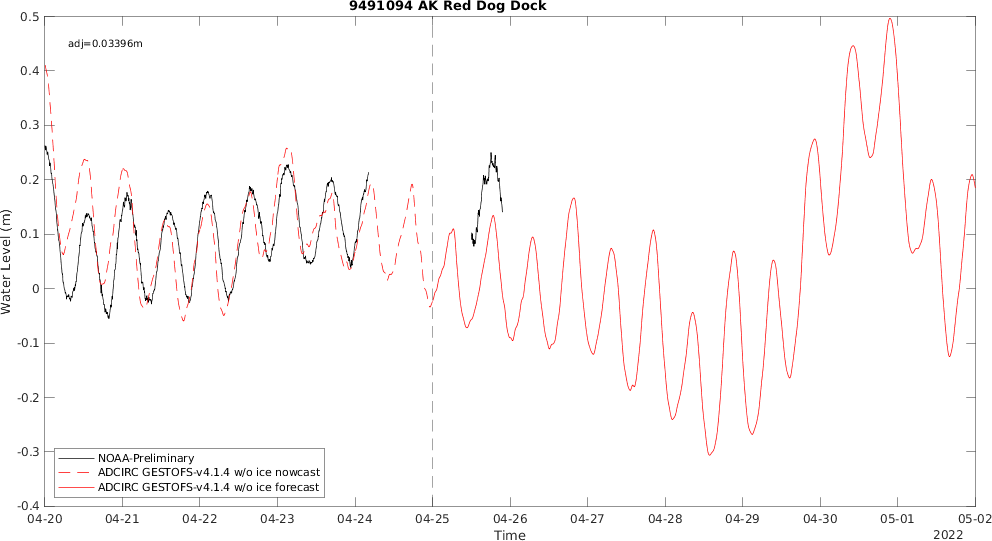 9491094 AK Red Dog Dock
adj=0.03396m
0.5
0.4
0.3
0.2
0.1
0
-0.1
-0.2
-0.3
-0.4
Water Level (m)
NOAA-Preliminary
ADCIRC GESTOFS-v4.1.4 w/o ice nowcast
ADCIRC GESTOFS-v4.1.4 w/o ice forecast
04-20 04-21 04-22 04-23 04-24 04-25 04-26 04-27 04-28 04-29 04-30 05-01 05-02
Time
2022